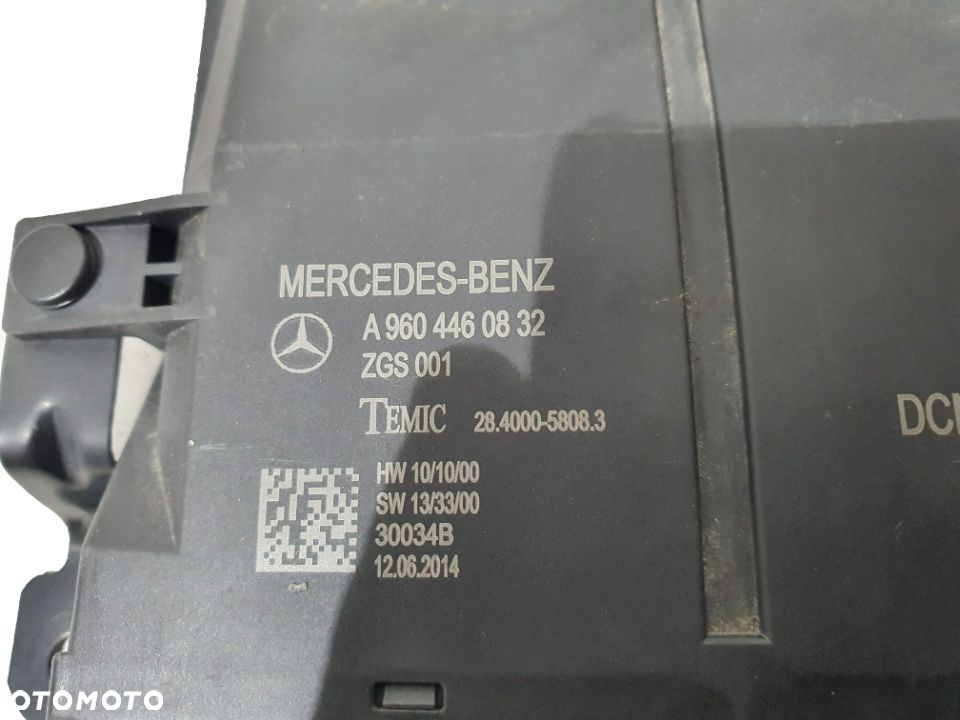 MERCEDES-BENZ
A 960 446 08 32
ZGS 001
TEMIC 28.4000-5808.3
HW 10/10/00
SW 13/33/00
30034B
12.06.2014
OTOMOTO